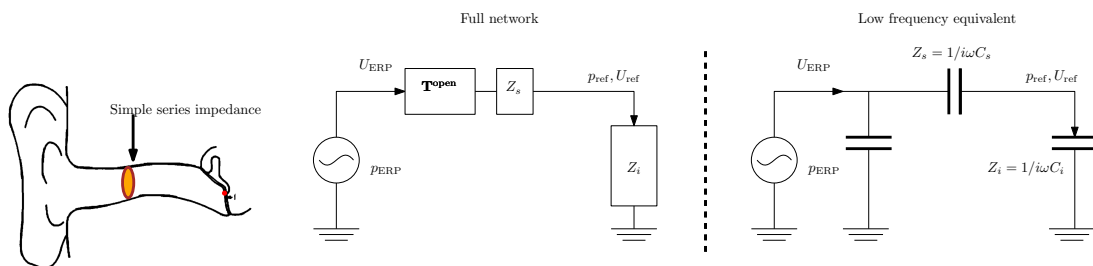 Full network
Low frequency equivalent
Simple series impedance
U_ERP
T^open
Z_s
p_ref, U_ref
p_ERP
Z_i
U_ERP
Z_s = 1/iωC_s
p_ref, U_ref
p_ERP
Z_i = 1/iωC_i